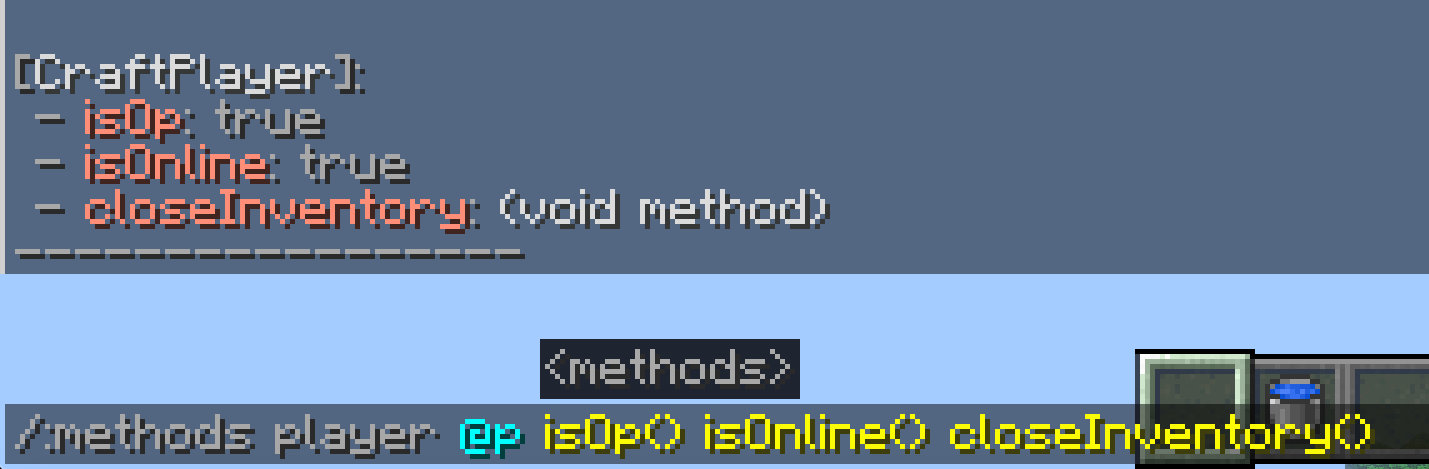 [CraftPlayer]:
- isOp: true
- isOnline: true
- closeInventory: (void method)
-----------------
<methods>
/:methods player @p isOp() isOnline() closeInventory()